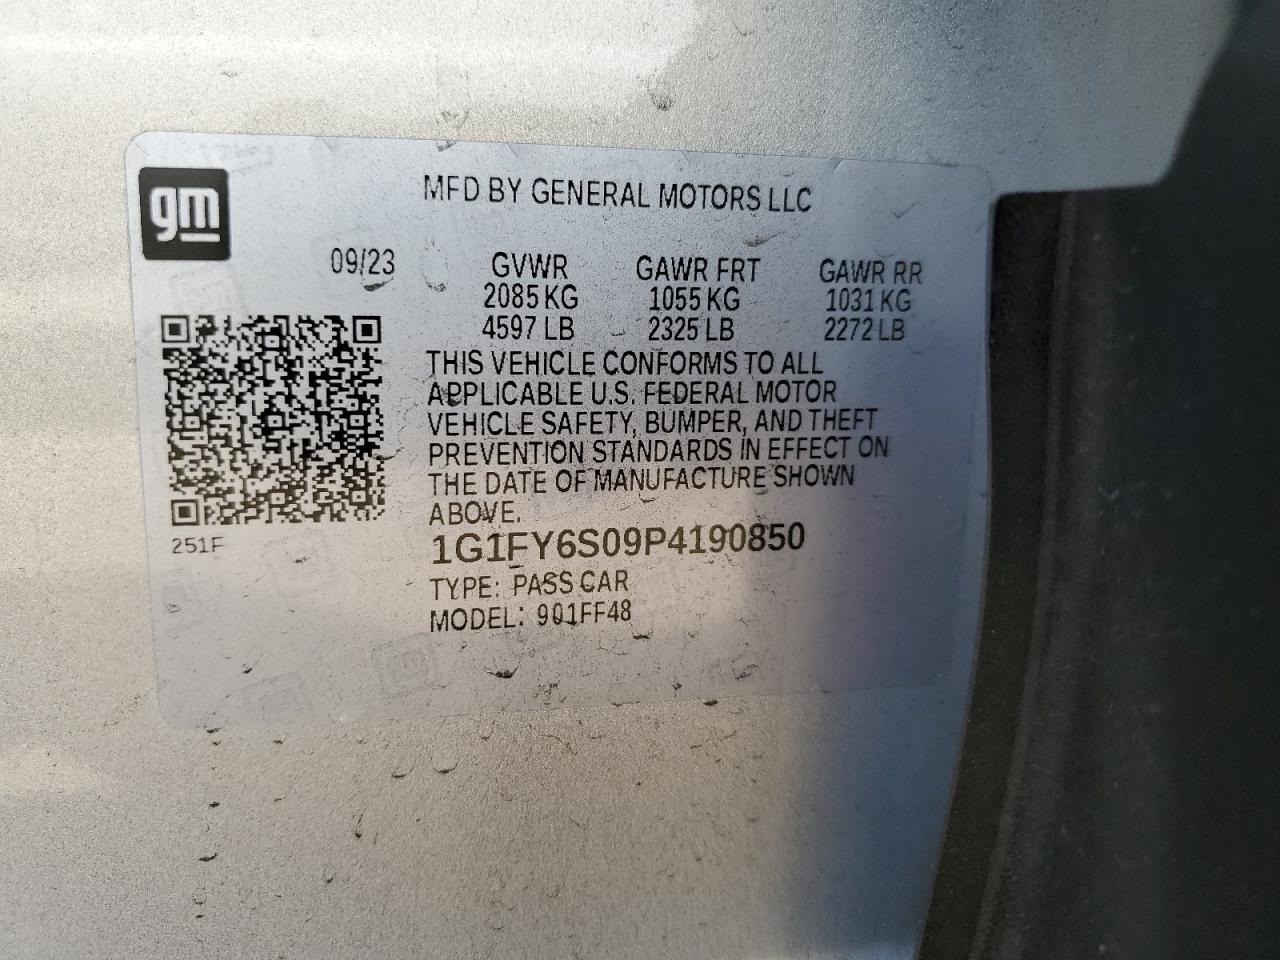 gm
MFD BY GENERAL MOTORS LLC
09/23 GVWR GAWR FRT GAWR RR
2085 KG 1055 KG 1031 KG
4597 LB 2325 LB 2272 LB
THIS VEHICLE CONFORMS TO ALL
APPLICABLE U.S. FEDERAL MOTOR
VEHICLE SAFETY, BUMPER, AND THEFT
PREVENTION STANDARDS IN EFFECT ON
THE DATE OF MANUFACTURE SHOWN
ABOVE.
251F
1G1FY6S09P4190850
TYPE: PASS CAR
MODEL: 901FF48